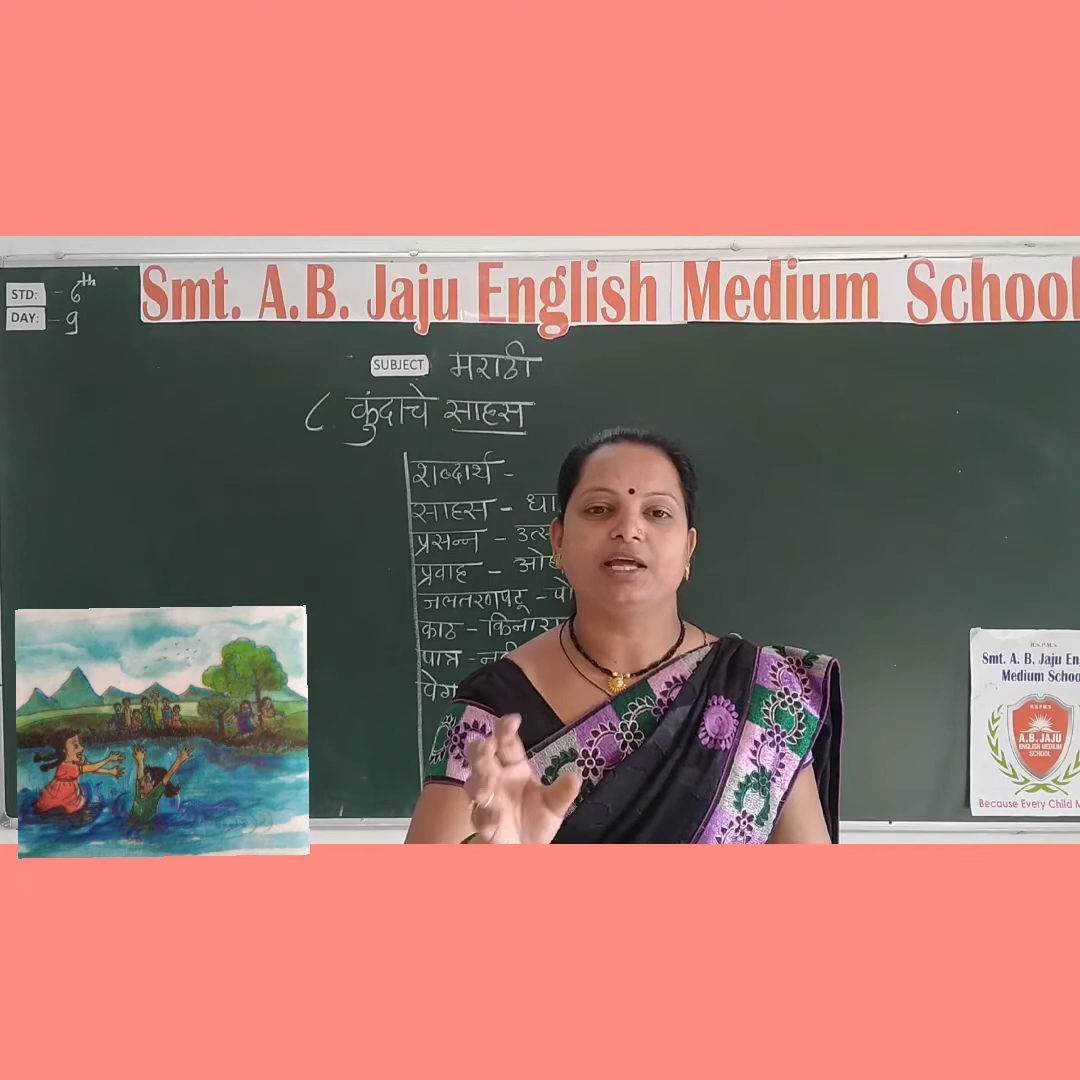 STD: - 6th
DAY: - 9
Smt. A.B. Jaju English Medium School
SUBJECT मराठी
८ कुंदाचे साहस
शब्दार्थ -
साहस -
प्रसन्न -
प्रवाह -
जलतरणपटू -
काठ - किनारा
पात्र -
R.S.P.M.'s
Smt. A. B. Jaju En
Medium Schoo
R.S.P.M'S
A.B.JAJU
ENGLISH MEDIUM
SCHOOL
Because Every Child M